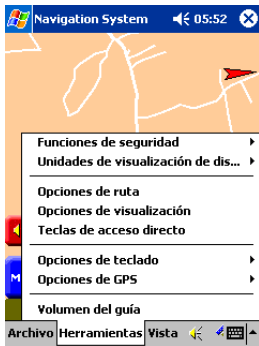 Navigation System 05:52
Funciones de seguridad
Unidades de visualización de dis...
Opciones de ruta
Opciones de visualización
Teclas de acceso directo
Opciones de teclado
Opciones de GPS
Volumen del guía
M
Archivo Herramientas Vista